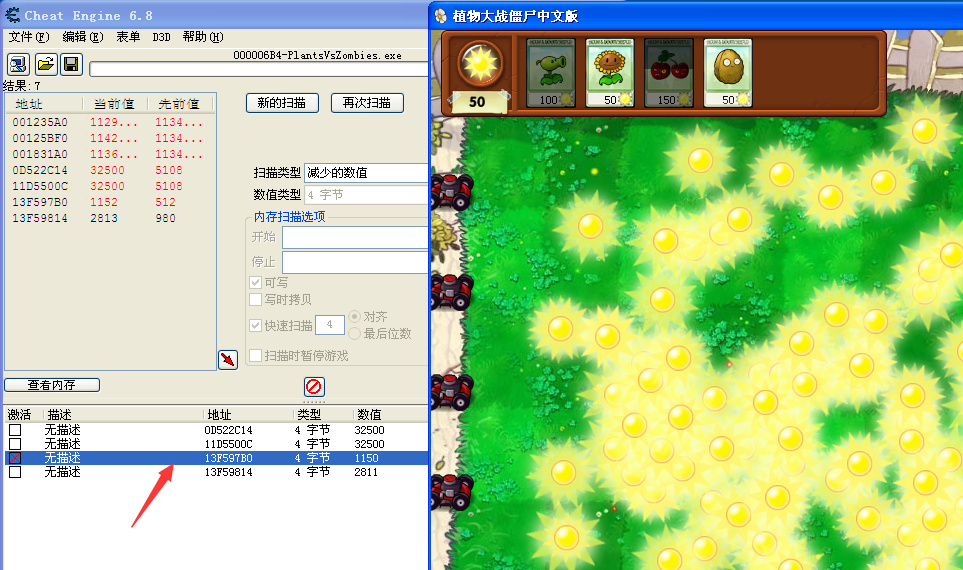 Cheat Engine 6.8
文件(F) 编辑(E) 表单 D3D 帮助(H)
000006B4-PlantsVsZombies.exe
结果:7
地址 当前值 先前值
001235A0 1129... 1134...
00125BF0 1142... 1134...
001831A0 1136... 1134...
0D522C14 32500 5108
11D5500C 32500 5108
13F597B0 1152 512
13F59814 2813 980
新的扫描 再次扫描
扫描类型 减少的数值
数值类型 4 字节
内存扫描选项
开始
停止
可写
写时拷贝
快速扫描 4 对齐
最后位数
扫描时暂停游戏
查看内存
激活 描述 地址 类型 数值
无描述 0D522C14 4 字节 32500
无描述 11D5500C 4 字节 32500
无描述 13F597B0 4 字节 1150
无描述 13F59814 4 字节 2811
植物大战僵尸中文版
50
100 50 150 50